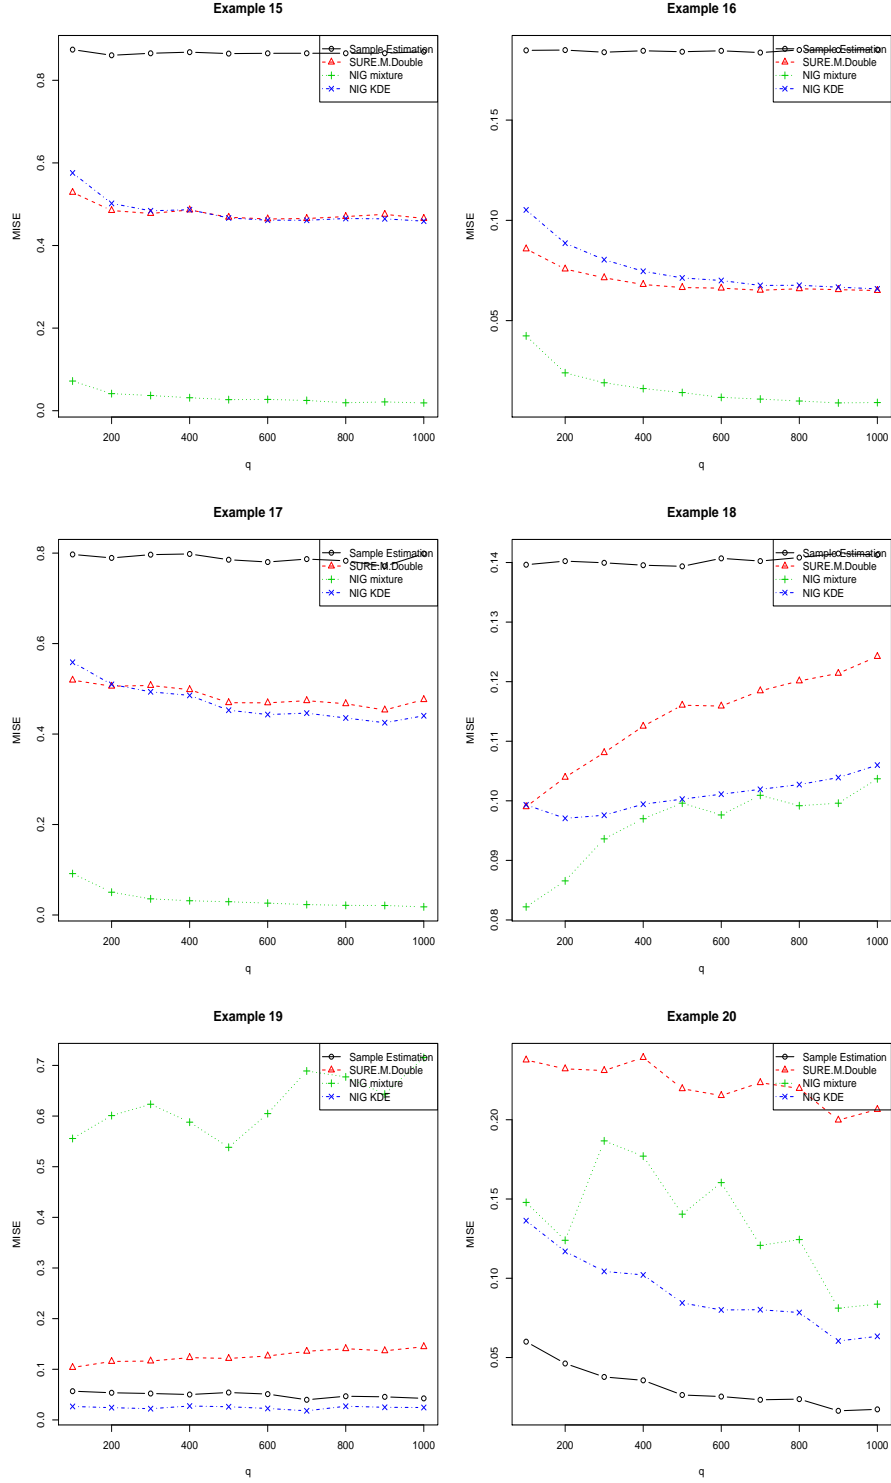 Example 15
Sample Estimation
SURE.M.Double
NIG mixture
NIG KDE
MISE
0.0
0.2
0.4
0.6
0.8
200
400
600
800
1000
q
Example 16
Sample Estimation
SURE.M.Double
NIG mixture
NIG KDE
MISE
0.05
0.10
0.15
200
400
600
800
1000
q
Example 17
Sample Estimation
SURE.M.Double
NIG mixture
NIG KDE
MISE
0.0
0.2
0.4
0.6
0.8
200
400
600
800
1000
q
Example 18
Sample Estimation
SURE.M.Double
NIG mixture
NIG KDE
MISE
0.08
0.09
0.10
0.11
0.12
0.13
0.14
200
400
600
800
1000
q
Example 19
Sample Estimation
SURE.M.Double
NIG mixture
NIG KDE
MISE
0.0
0.1
0.2
0.3
0.4
0.5
0.6
0.7
200
400
600
800
1000
q
Example 20
Sample Estimation
SURE.M.Double
NIG mixture
NIG KDE
MISE
0.05
0.10
0.15
0.20
200
400
600
800
1000
q